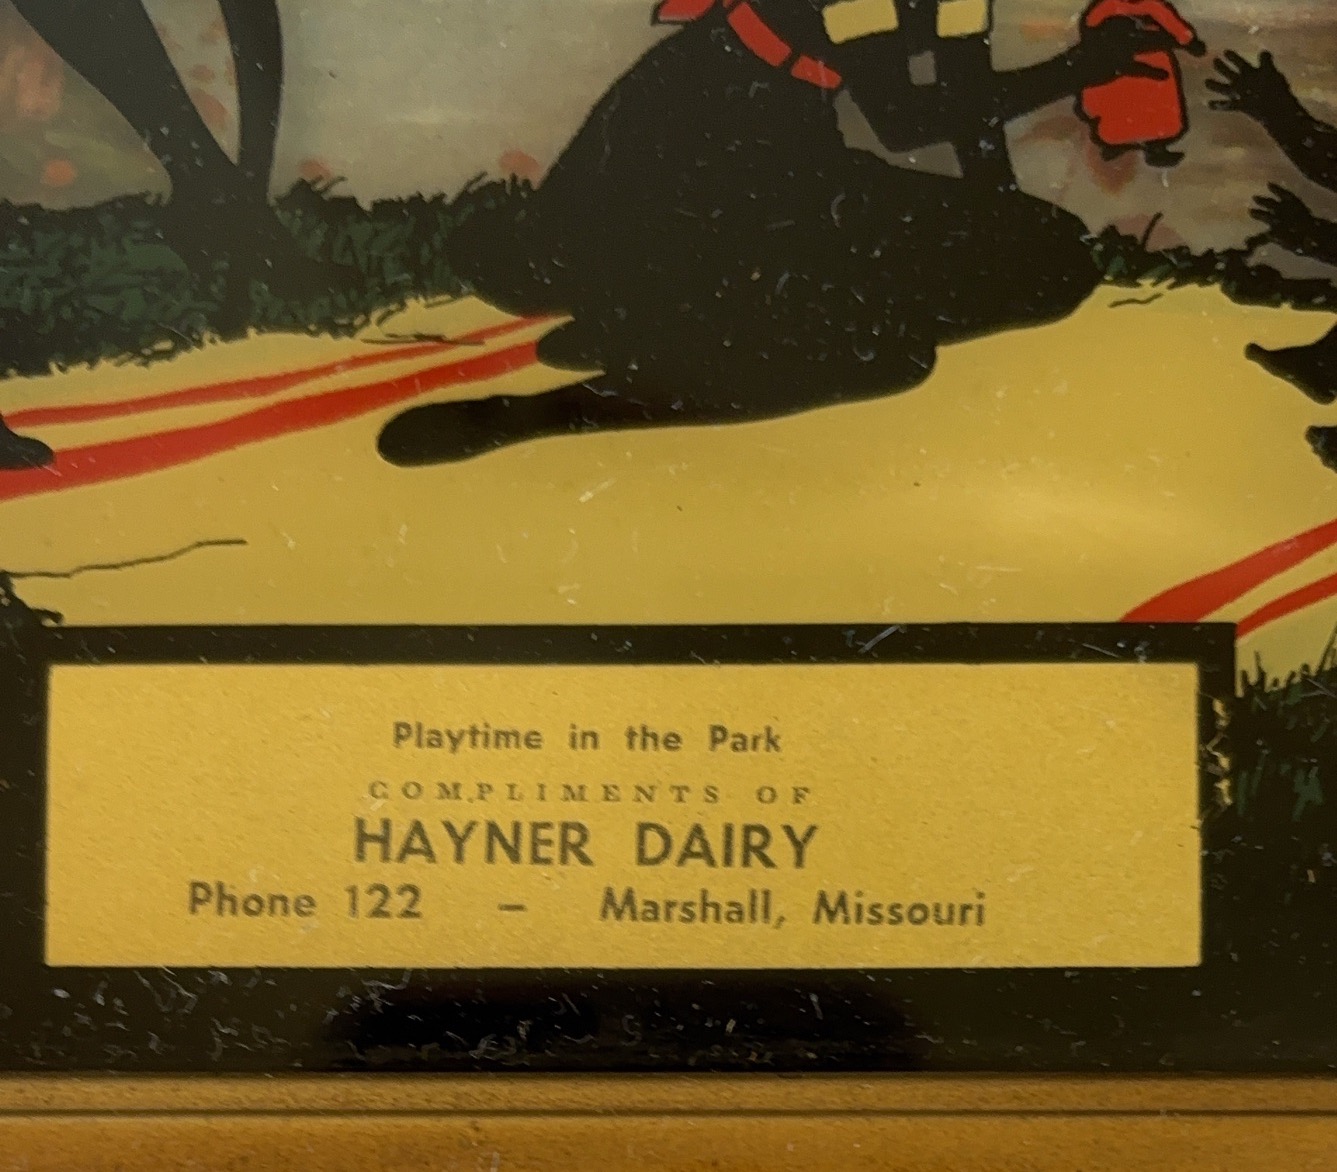 Playtime in the Park
COMPLIMENTS OF
HAYNER DAIRY
Phone 122 – Marshall, Missouri